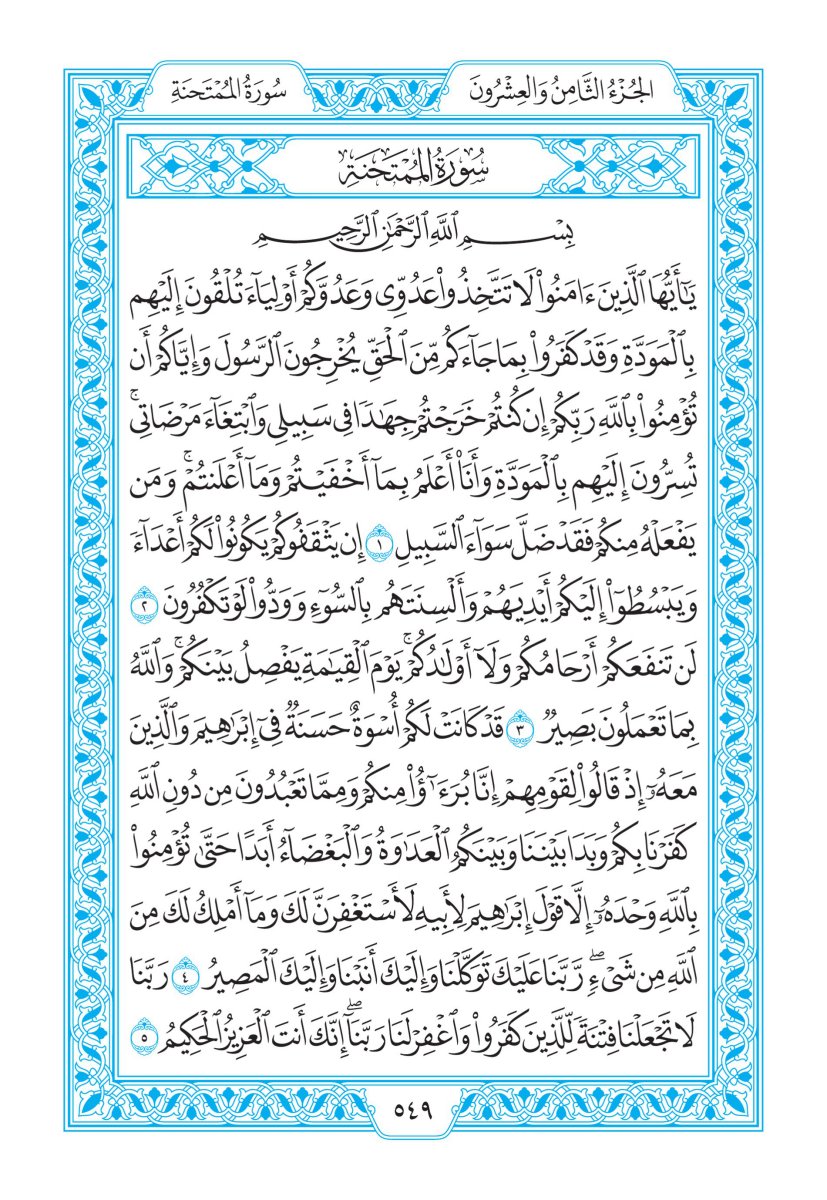 الجُزْءُ الثَّامِنُ وَالعِشْرُونَ
سُورَةُ المُمْتَحنَةِ
سُورَةُ المُمْتَحَنَةِ
بِسْمِ ٱللَّهِ ٱلرَّحْمَٰنِ ٱلرَّحِيمِ
يَٰٓأَيُّهَا ٱلَّذِينَ ءَامَنُواْ لَا تَتَّخِذُواْ عَدُوِّى وَعَدُوَّكُمْ أَوْلِيَآءَ تُلْقُونَ إِلَيْهِم
بِٱلْمَوَدَّةِ وَقَدْ كَفَرُواْ بِمَا جَآءَكُم مِّنَ ٱلْحَقِّ يُخْرِجُونَ ٱلرَّسُولَ وَإِيَّاكُمْ أَن
تُؤْمِنُواْ بِٱللَّهِ رَبِّكُمْ إِن كُنتُمْ خَرَجْتُمْ جِهَٰدًا فِى سَبِيلِى وَٱبْتِغَآءَ مَرْضَاتِى ۚ
تُسِرُّونَ إِلَيْهِم بِٱلْمَوَدَّةِ وَأَنَا۠ أَعْلَمُ بِمَآ أَخْفَيْتُمْ وَمَآ أَعْلَنتُمْ ۚ وَمَن
يَفْعَلْهُ مِنكُمْ فَقَدْ ضَلَّ سَوَآءَ ٱلسَّبِيلِ ١ إِن يَثْقَفُوكُمْ يَكُونُواْ لَكُمْ أَعْدَآءً
وَيَبْسُطُوٓاْ إِلَيْكُمْ أَيْدِيَهُمْ وَأَلْسِنَتَهُم بِٱلسُّوٓءِ وَوَدُّواْ لَوْ تَكْفُرُونَ ٢
لَن تَنفَعَكُمْ أَرْحَامُكُمْ وَلَآ أَوْلَٰدُكُمْ ۚ يَوْمَ ٱلْقِيَٰمَةِ يَفْصِلُ بَيْنَكُمْ ۚ وَٱللَّهُ
بِمَا تَعْمَلُونَ بَصِيرٌ ٣ قَدْ كَانَتْ لَكُمْ أُسْوَةٌ حَسَنَةٌ فِىٓ إِبْرَٰهِيمَ وَٱلَّذِينَ
مَعَهُۥٓ إِذْ قَالُواْ لِقَوْمِهِمْ إِنَّا بُرَءَٰٓؤُاْ مِنكُمْ وَمِمَّا تَعْبُدُونَ مِن دُونِ ٱللَّهِ
كَفَرْنَا بِكُمْ وَبَدَا بَيْنَنَا وَبَيْنَكُمُ ٱلْعَدَٰوَةُ وَٱلْبَغْضَآءُ أَبَدًا حَتَّىٰ تُؤْمِنُواْ
بِٱللَّهِ وَحْدَهُۥٓ إِلَّا قَوْلَ إِبْرَٰهِيمَ لِأَبِيهِ لَأَسْتَغْفِرَنَّ لَكَ وَمَآ أَمْلِكُ لَكَ مِنَ
ٱللَّهِ مِن شَىْءٍ ۖ رَّبَّنَا عَلَيْكَ تَوَكَّلْنَا وَإِلَيْكَ أَنَبْنَا وَإِلَيْكَ ٱلْمَصِيرُ ٤ رَبَّنَا
لَا تَجْعَلْنَا فِتْنَةً لِّلَّذِينَ كَفَرُواْ وَٱغْفِرْ لَنَا رَبَّنَآ ۖ إِنَّكَ أَنتَ ٱلْعَزِيزُ ٱلْحَكِيمُ ٥
٥٤٩